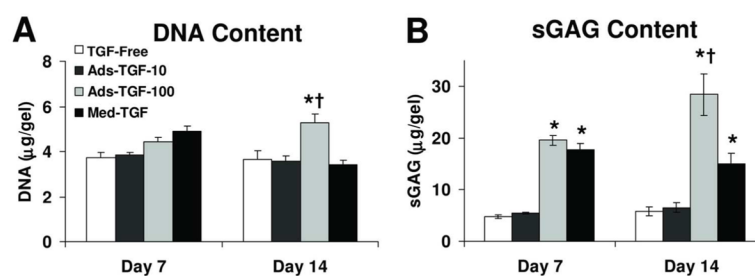 A
DNA Content
TGF-Free
Ads-TGF-10
Ads-TGF-100
Med-TGF
DNA (µg/gel)
8
6
4
2
0
*†
Day 7
Day 14
B
sGAG Content
sGAG (µg/gel)
30
20
10
0
*
*
*†
*
Day 7
Day 14